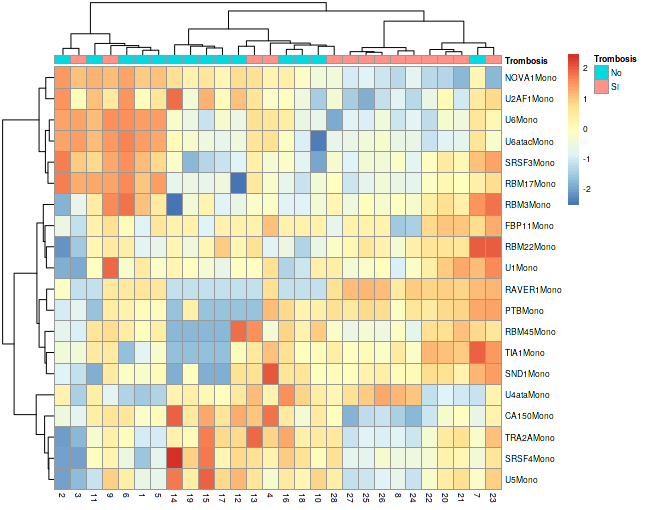 Trombosis
Trombosis
No
SI
2
1
0
-1
-2
NOVA1Mono
U2AF1Mono
U6Mono
U6atacMono
SRSF3Mono
RBM17Mono
RBM3Mono
FBP11Mono
RBM22Mono
U1Mono
RAVER1Mono
PTBMono
RBM45Mono
TIA1Mono
SND1Mono
U4ataMono
CA150Mono
TRA2AMono
SRSF4Mono
U5Mono
2 3 11 9 6 1 5 14 19 15 17 12 13 4 16 18 10 28 27 25 26 8 24 22 20 21 7 23